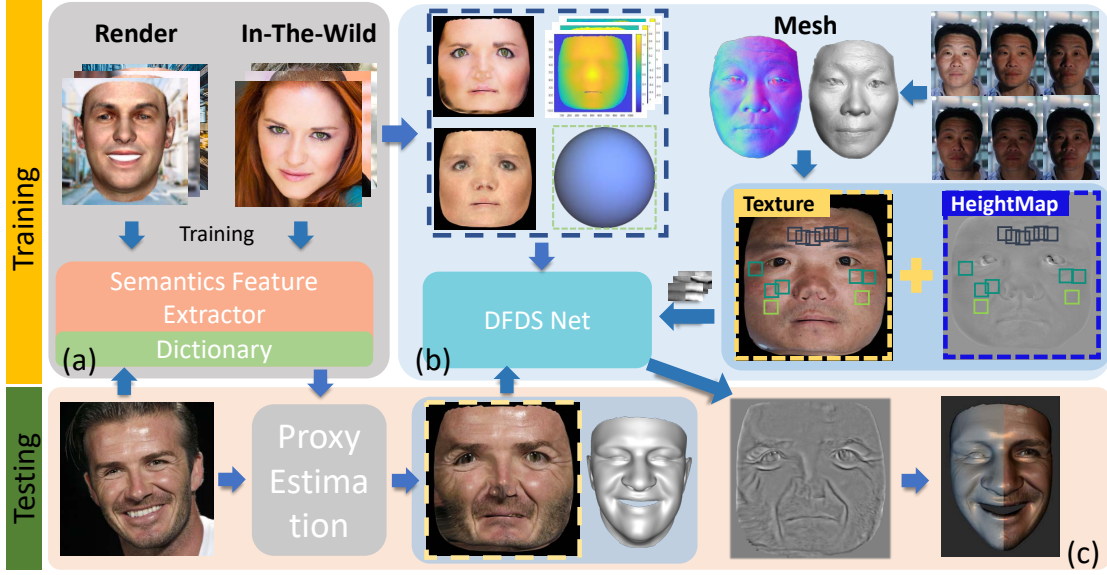 Training
Render
In-The-Wild
Training
Semantics Feature
Extractor
Dictionary
(a)
Mesh
Texture
HeightMap
DFDS Net
(b)
Testing
Proxy
Estima
tion
(c)